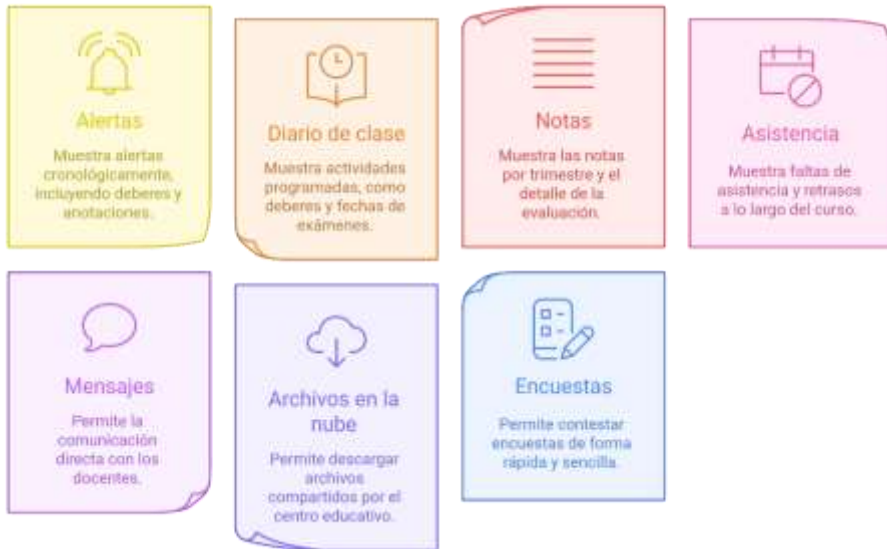 Alertas
Muestra alertas
cronológicamente,
incluyendo deberes y
anotaciones.
Diario de clase
Muestra actividades
programadas, como
deberes y fechas de
exámenes.
Notas
Muestra las notas
por trimestre y el
detalle de la
evaluación.
Asistencia
Muestra faltas de
asistencia y retrasos
a lo largo del curso.
Mensajes
Permite la
comunicación
directa con los
docentes.
Archivos en la
nube
Permite descargar
archivos
compartidos por el
centro educativo.
Encuestas
Permite contestar
encuestas de forma
rápida y sencilla.